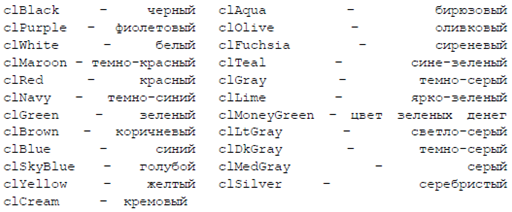 clBlack – черный clAqua – бирюзовый
clPurple – фиолетовый clOlive – оливковый
clWhite – белый clFuchsia – сиреневый
clMaroon – темно-красный clTeal – сине-зеленый
clRed – красный clGray – темно-серый
clNavy – темно-синий clLime – ярко-зеленый
clGreen – зеленый clMoneyGreen – цвет зеленых денег
clBrown – коричневый clLtGray – светло-серый
clBlue – синий clDkGray – темно-серый
clSkyBlue – голубой clMedGray – серый
clYellow – желтый clSilver – серебристый
clCream – кремовый